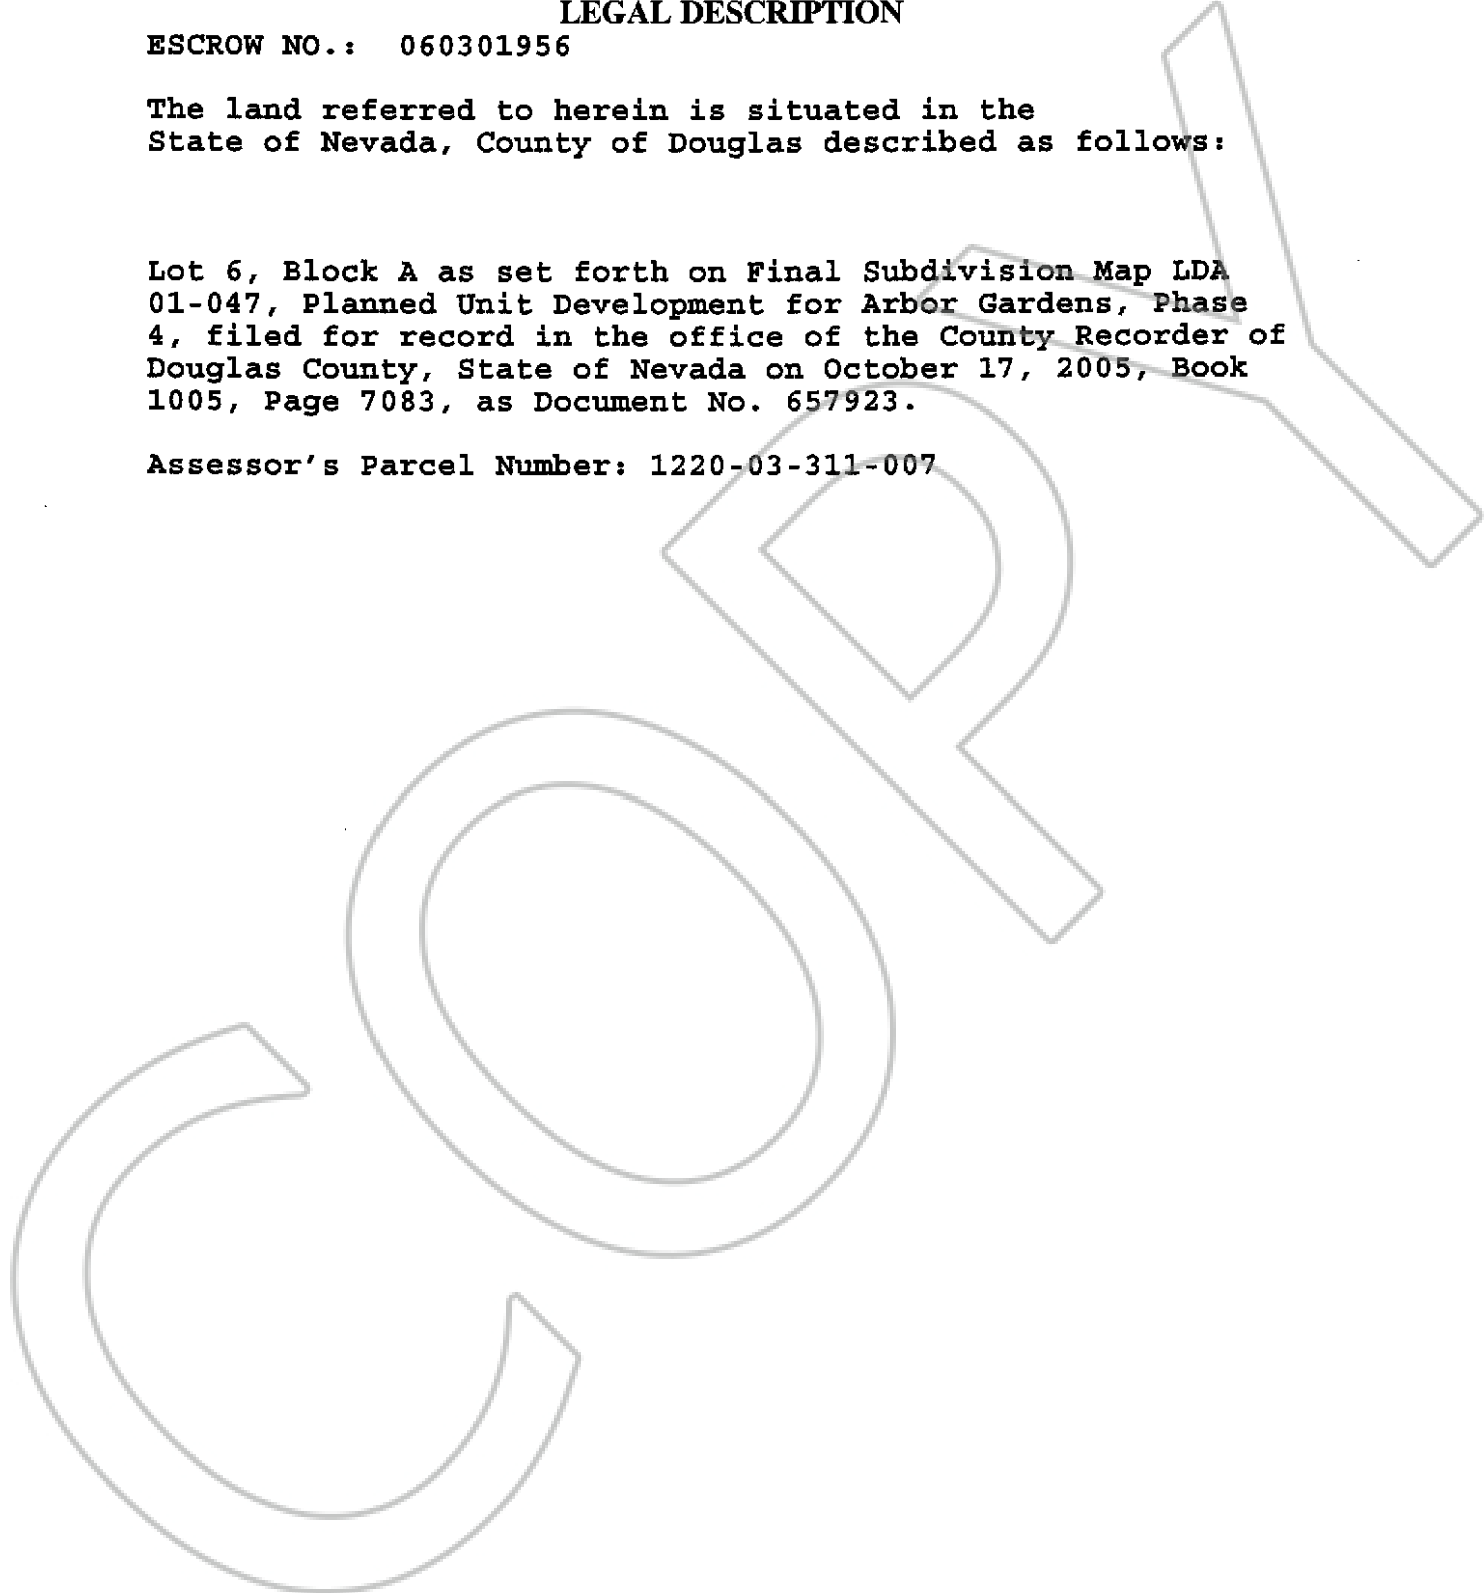 LEGAL DESCRIPTION
ESCROW NO.: 060301956
The land referred to herein is situated in the
State of Nevada, County of Douglas described as follows:
Lot 6, Block A as set forth on Final Subdivision Map LDA
01-047, Planned Unit Development for Arbor Gardens, Phase
4, filed for record in the office of the County Recorder of
Douglas County, State of Nevada on October 17, 2005, Book
1005, Page 7083, as Document No. 657923.
Assessor's Parcel Number: 1220-03-311-007
COPY